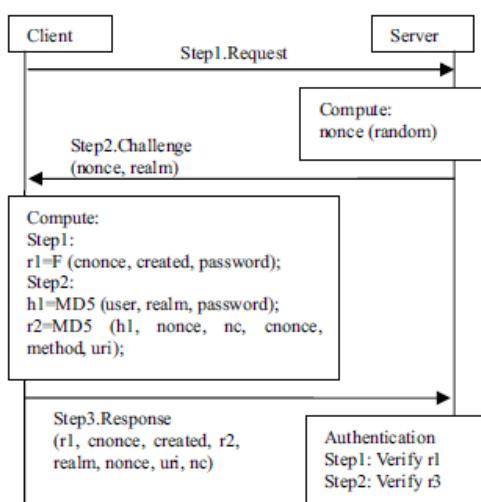 Client
Server
Step1.Request
Compute:
nonce (random)
Step2.Challenge
(nonce, realm)
Compute:
Step1:
r1=F (cnonce, created, password);
Step2:
h1=MD5 (user, realm, password);
r2=MD5 (h1, nonce, nc, cnonce,
method, uri);
Step3.Response
(r1, cnonce, created, r2,
realm, nonce, uri, nc)
Authentication
Step1: Verify r1
Step2: Verify r3